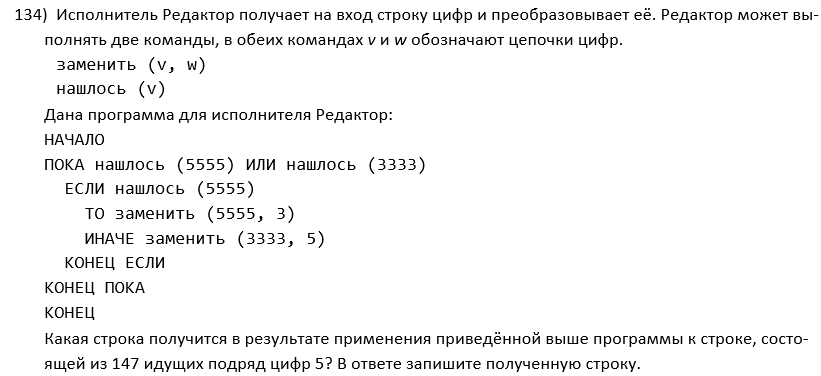 134) Исполнитель Редактор получает на вход строку цифр и преобразовывает её. Редактор может вы-
полнять две команды, в обеих командах v и w обозначают цепочки цифр.
заменить (v, w)
нашлось (v)
Дана программа для исполнителя Редактор:
НАЧАЛО
ПОКА нашлось (5555) ИЛИ нашлось (3333)
ЕСЛИ нашлось (5555)
ТО заменить (5555, 3)
ИНАЧЕ заменить (3333, 5)
КОНЕЦ ЕСЛИ
КОНЕЦ ПОКА
КОНЕЦ
Какая строка получится в результате применения приведённой выше программы к строке, состо-
ящей из 147 идущих подряд цифр 5? В ответе запишите полученную строку.